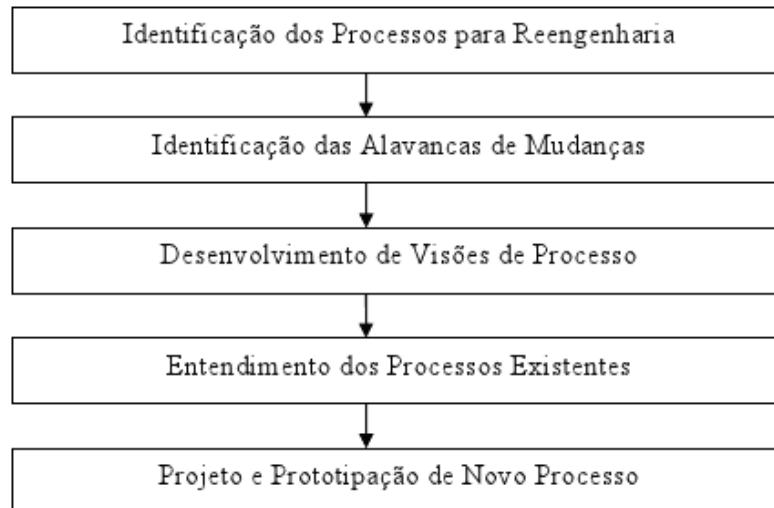 Identificação dos Processos para Reengenharia
Identificação das Alavancas de Mudanças
Desenvolvimento de Visões de Processo
Entendimento dos Processos Existentes
Projeto e Prototipação de Novo Processo